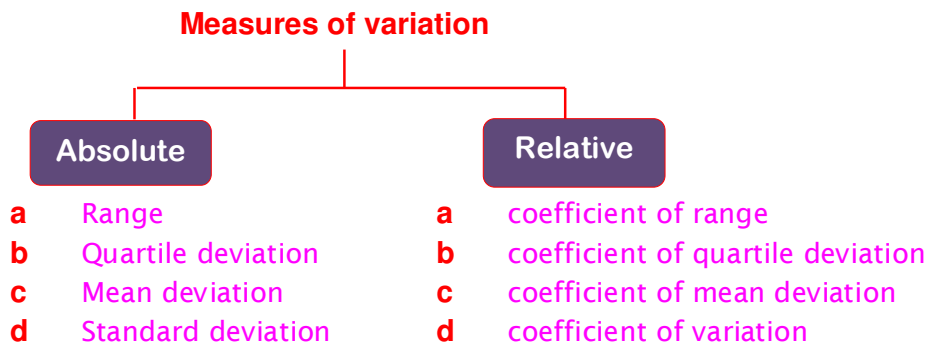 Measures of variation
Absolute
a Range
b Quartile deviation
c Mean deviation
d Standard deviation
Relative
a coefficient of range
b coefficient of quartile deviation
c coefficient of mean deviation
d coefficient of variation